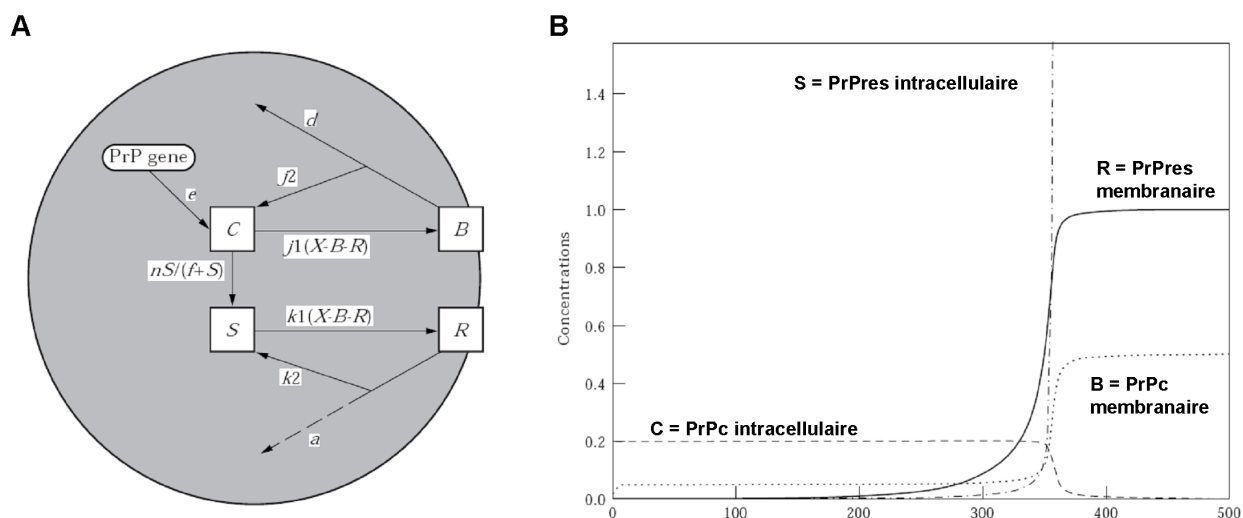 A
PrP gene
e
d
j2
C
j1(X-B-R)
B
nS/(f+S)
S
k1(X-B-R)
R
k2
a
B
S = PrPres intracellulaire
R = PrPres
membranaire
B = PrPc
membranaire
C = PrPc intracellulaire
Concentrations
1.4
1.2
1.0
0.8
0.6
0.4
0.2
0.0
0 100 200 300 400 500